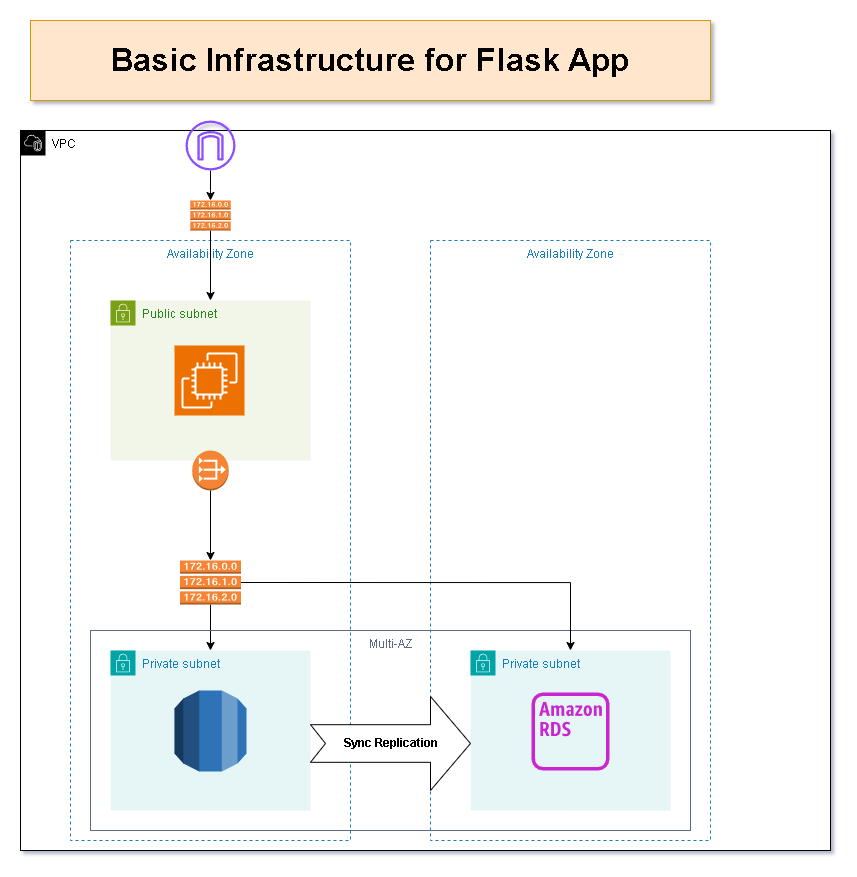 Basic Infrastructure for Flask App
VPC
172.16.0.0
172.16.1.0
172.16.2.0
Availability Zone
Availability Zone
Public subnet
172.16.0.0
172.16.1.0
172.16.2.0
Multi-AZ
Private subnet
Private subnet
Amazon
RDS
Sync Replication